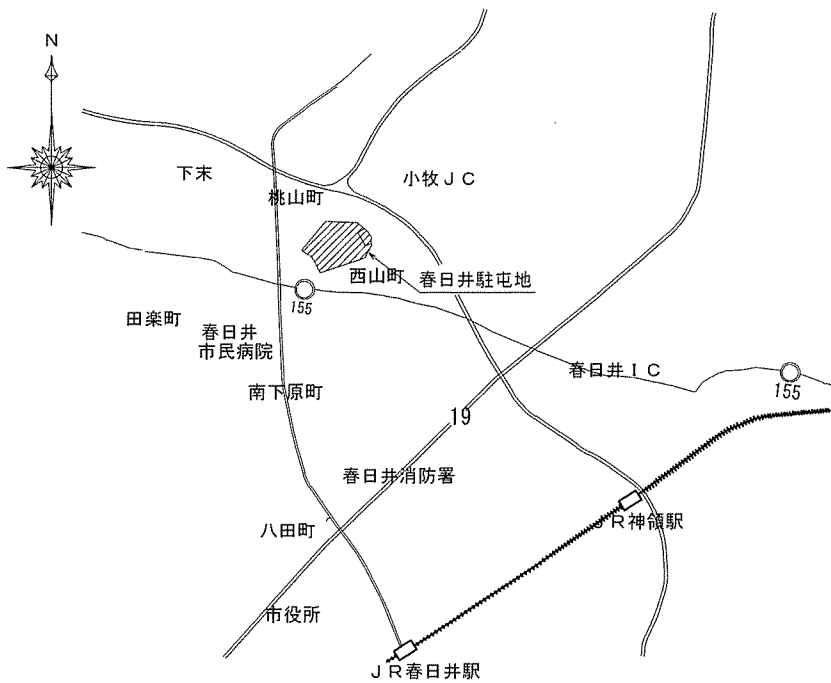 N
下末
小牧ＪＣ
桃山町
西山町
春日井駐屯地
155
田楽町
春日井
市民病院
春日井ＩＣ
155
南下原町
19
春日井消防署
八田町
ＪＲ神領駅
市役所
ＪＲ春日井駅